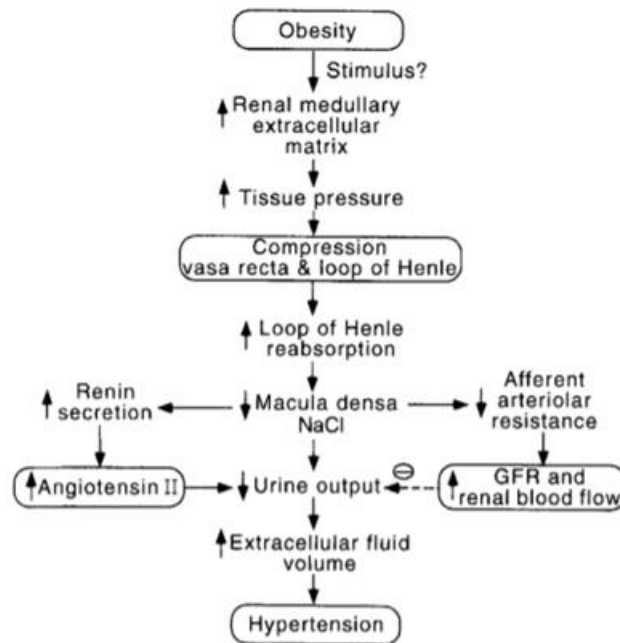 Obesity
Stimulus?
Renal medullary
extracellular
matrix
Tissue pressure
Compression
vasa recta & loop of Henle
Loop of Henle
reabsorption
Renin
secretion
Macula densa
NaCl
Afferent
arteriolar
resistance
Angiotensin II
Urine output
GFR and
renal blood flow
Extracellular fluid
volume
Hypertension